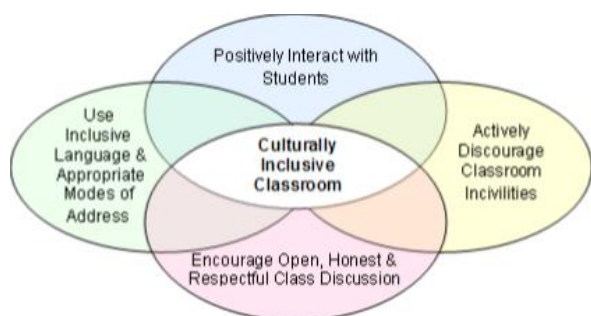 Positively Interact with
Students
Use
Inclusive
Language &
Appropriate
Modes of
Address
Culturally
Inclusive
Classroom
Actively
Discourage
Classroom
Incivilities
Encourage Open, Honest &
Respectful Class Discussion